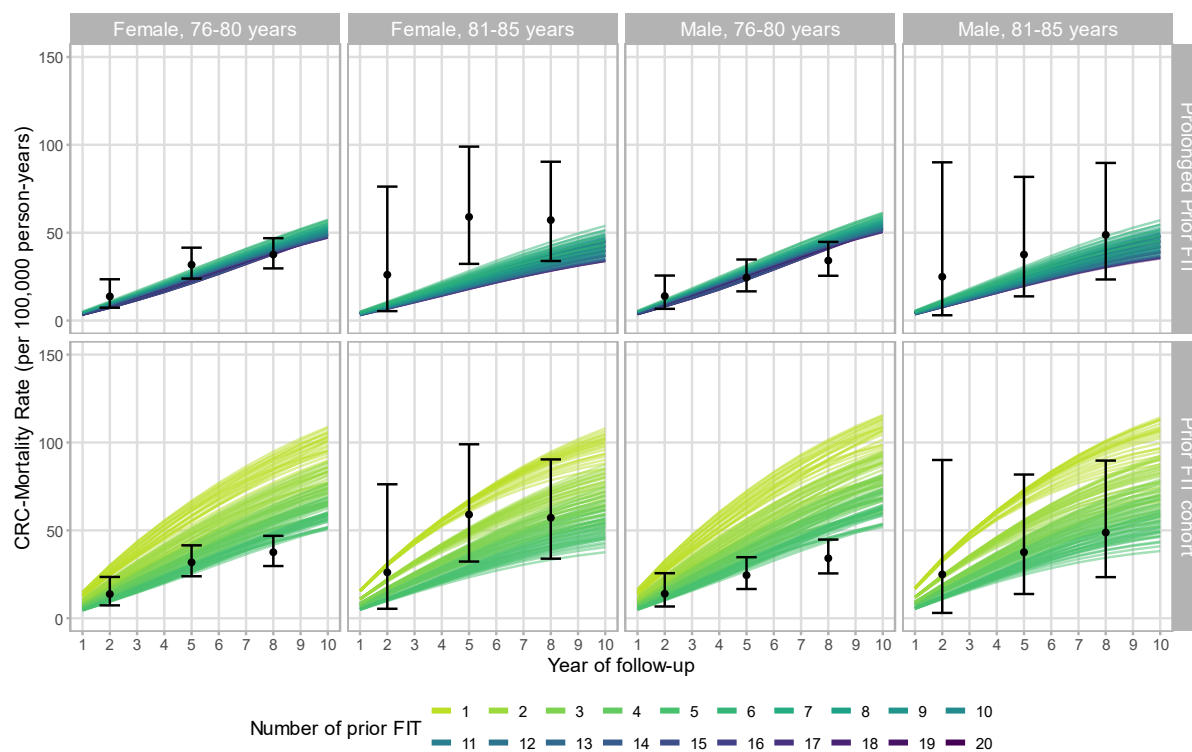 Female, 76-80 years
Female, 81-85 years
Male, 76-80 years
Male, 81-85 years
CRC-Mortality Rate (per 100,000 person-years)
150
100
50
0
Prolonged Prior FIT
150
100
50
0
Prior FIT cohort
1 2 3 4 5 6 7 8 9 10
1 2 3 4 5 6 7 8 9 10
1 2 3 4 5 6 7 8 9 10
1 2 3 4 5 6 7 8 9 10
Year of follow-up
Number of prior FIT
1 2 3 4 5 6 7 8 9 10
11 12 13 14 15 16 17 18 19 20